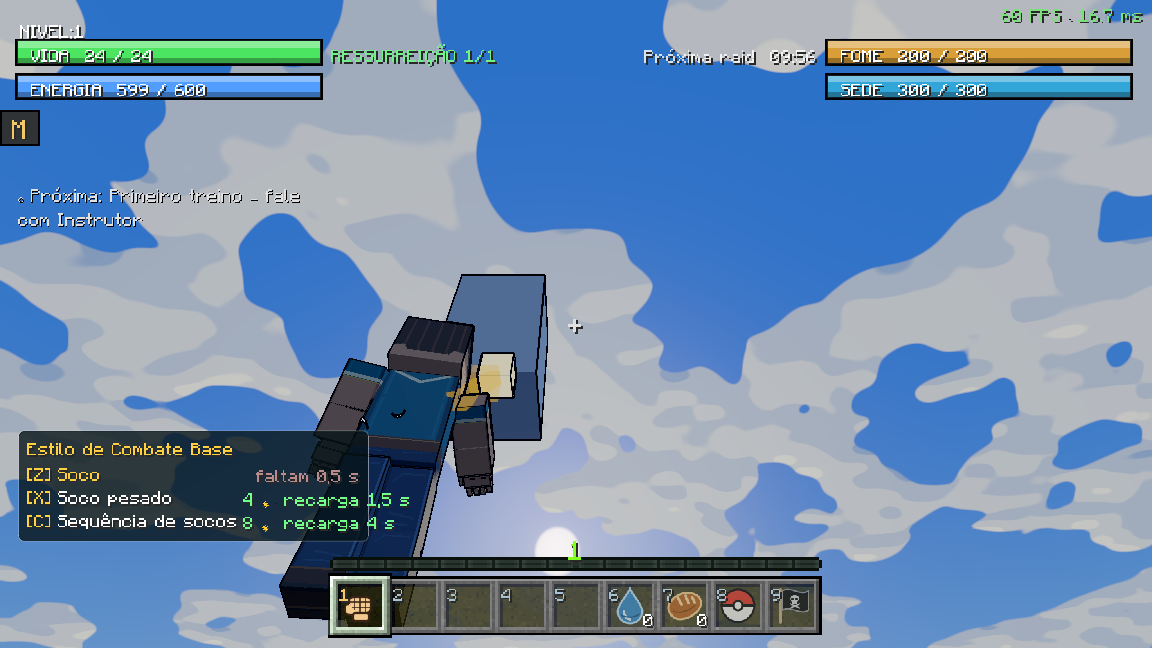 60 FPS . 16.7 ms
NIVEL:1
VIDA 24 / 24
RESSURREIÇÃO 1/1
Próxima raid 09:56
FOME 200 / 200
ENERGIA 599 / 600
SEDE 300 / 300
M
Próxima: Primeiro treino - fale
com Instrutor
Estilo de Combate Base
[Z] Soco faltam 0,5 s
[X] Soco pesado 4 recarga 1,5 s
[C] Sequência de socos 8 recarga 4 s
1
1 2 3 4 5 6 7 8 9
0 0